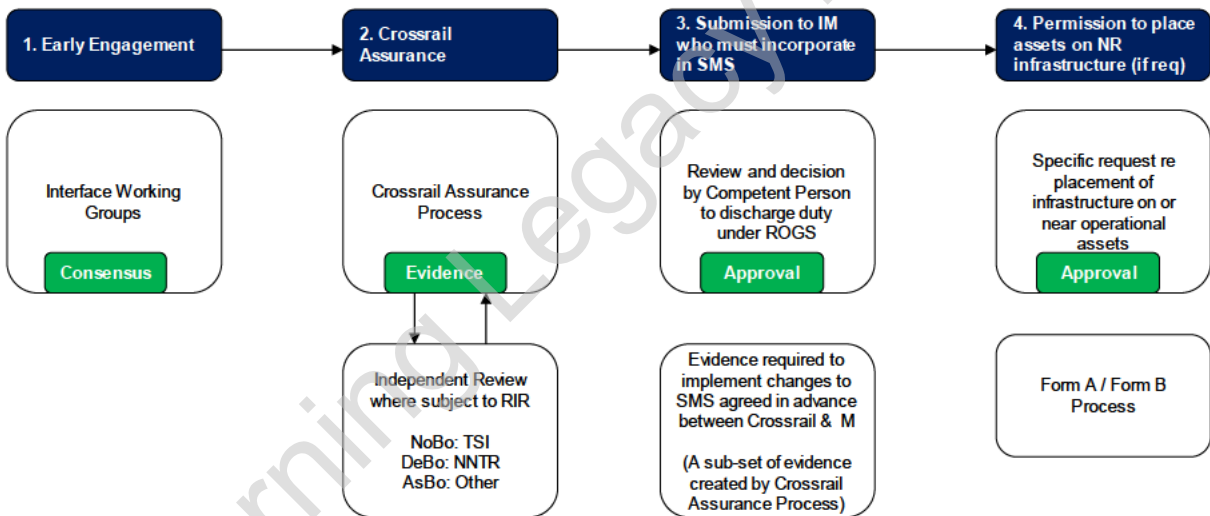 1. Early Engagement
2. Crossrail
Assurance
3. Submission to IM
who must incorporate
in SMS
4. Permission to place
assets on NR
infrastructure (if req)
Interface Working
Groups
Consensus
Crossrail Assurance
Process
Evidence
Review and decision
by Competent Person
to discharge duty
under ROGS
Approval
Specific request re
placement of
infrastructure on or
near operational
assets
Approval
Independent Review
where subject to RIR
NoBo: TSI
DeBo: NNTR
AsBo: Other
Evidence required to
implement changes to
SMS agreed in advance
between Crossrail & M
(A sub-set of evidence
created by Crossrail
Assurance Process)
Form A / Form B
Process
rning Legacy